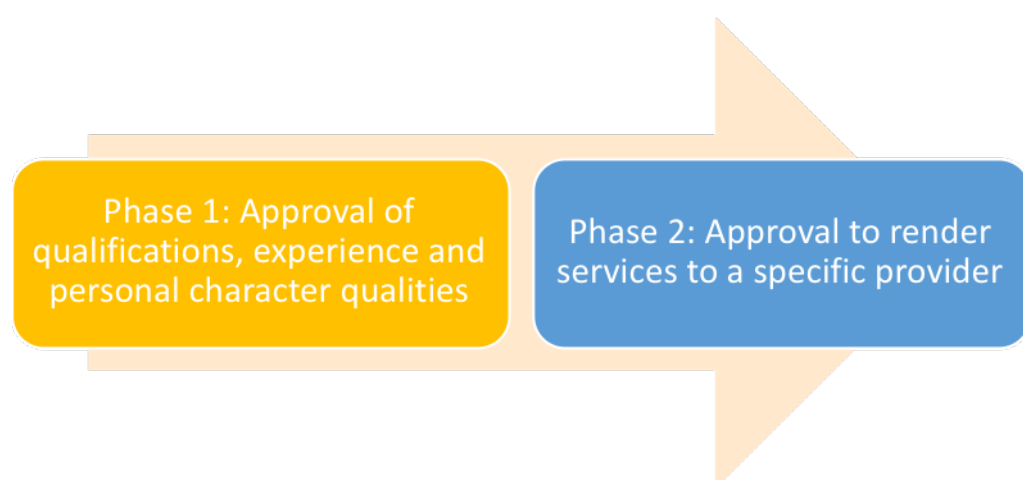 Phase 1: Approval of
qualifications, experience and
personal character qualities
Phase 2: Approval to render
services to a specific provider